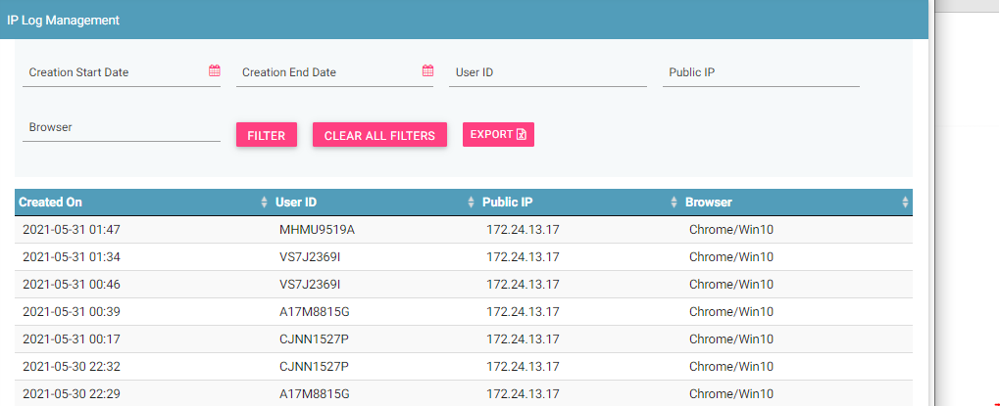 IP Log Management
Creation Start Date Creation End Date User ID Public IP
Browser FILTER CLEAR ALL FILTERS EXPORT
Created On User ID Public IP Browser
2021-05-31 01:47 MHMU9519A 172.24.13.17 Chrome/Win10
2021-05-31 01:34 VS7J2369I 172.24.13.17 Chrome/Win10
2021-05-31 00:46 VS7J2369I 172.24.13.17 Chrome/Win10
2021-05-31 00:39 A17M8815G 172.24.13.17 Chrome/Win10
2021-05-31 00:17 CJNN1527P 172.24.13.17 Chrome/Win10
2021-05-30 22:32 CJNN1527P 172.24.13.17 Chrome/Win10
2021-05-30 22:29 A17M8815G 172.24.13.17 Chrome/Win10